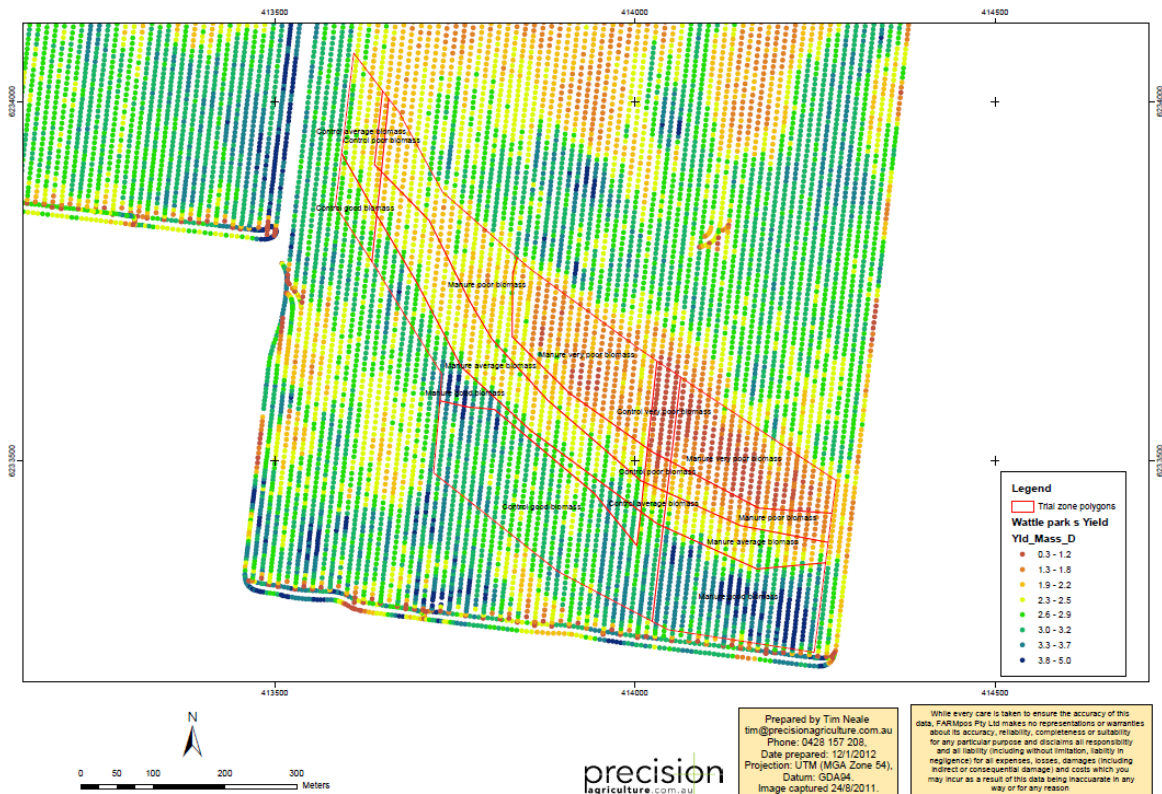 413500 414000 414500
6234000 6234000
Control average biomass
Control poor biomass
Control good biomass
Manure poor biomass
Manure very poor biomass
Manure average biomass
Manure good biomass
Control very poor biomass
Manure very poor biomass
6233500 6233500
Control poor biomass
Control good biomass
Control average biomass
Manure poor biomass
Manure average biomass
Manure good biomass
Legend
Trial zone polygons
Wattle park s Yield
Yld_Mass_D
0.3 - 1.2
1.3 - 1.8
1.9 - 2.2
2.3 - 2.5
2.6 - 2.9
3.0 - 3.2
3.3 - 3.7
3.8 - 5.0
413500 414000 414500
N
0 50 100 200 300
Meters
precision
agriculture.com.au
Prepared by Tim Neale
tim@precisionagriculture.com.au
Phone: 0428 157 208,
Date prepared: 12/1/2012
Projection: UTM (MGA Zone 54),
Datum: GDA94.
Image captured 24/8/2011.
While every care is taken to ensure the accuracy of this
data, FARMpos Pty Ltd makes no representations or warranties
about its accuracy, reliability, completeness or suitability
for any particular purpose and disclaims all responsibility
and all liability (including without limitation, liability in
negligence) for all expenses, losses, damages (including
indirect or consequential damage) and costs which you
may incur as a result of this data being inaccurate in any
way or for any reason